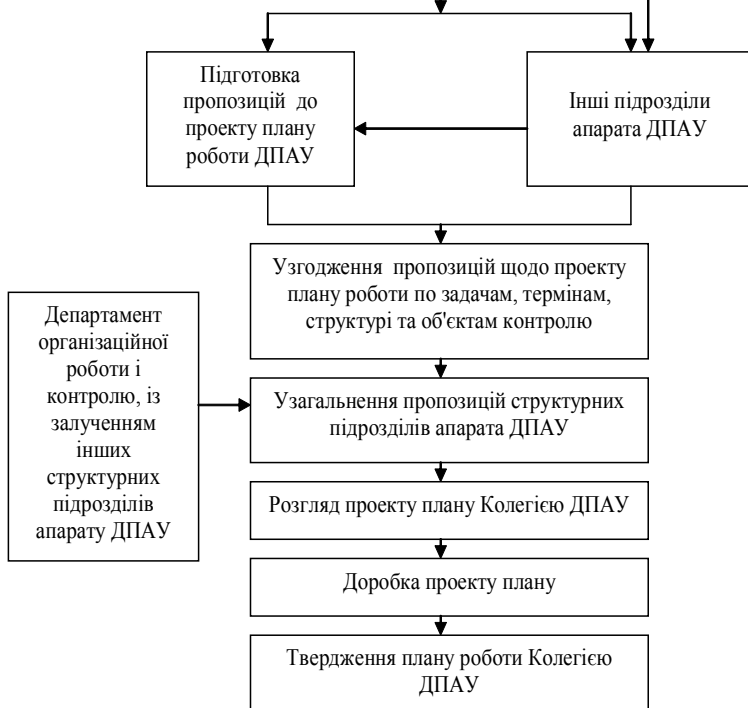 Підготовка
пропозицій до
проекту плану
роботи ДПАУ
Інші підрозділи
апарата ДПАУ
Узгодження пропозицій щодо проекту
плану роботи по задачам, термінам,
структурі та об'єктам контролю
Департамент
організаційної
роботи і
контролю, із
залученням
інших
структурних
підрозділів
апарату ДПАУ
Узагальнення пропозицій структурних
підрозділів апарата ДПАУ
Розгляд проекту плану Колегією ДПАУ
Доробка проекту плану
Твердження плану роботи Колегією
ДПАУ